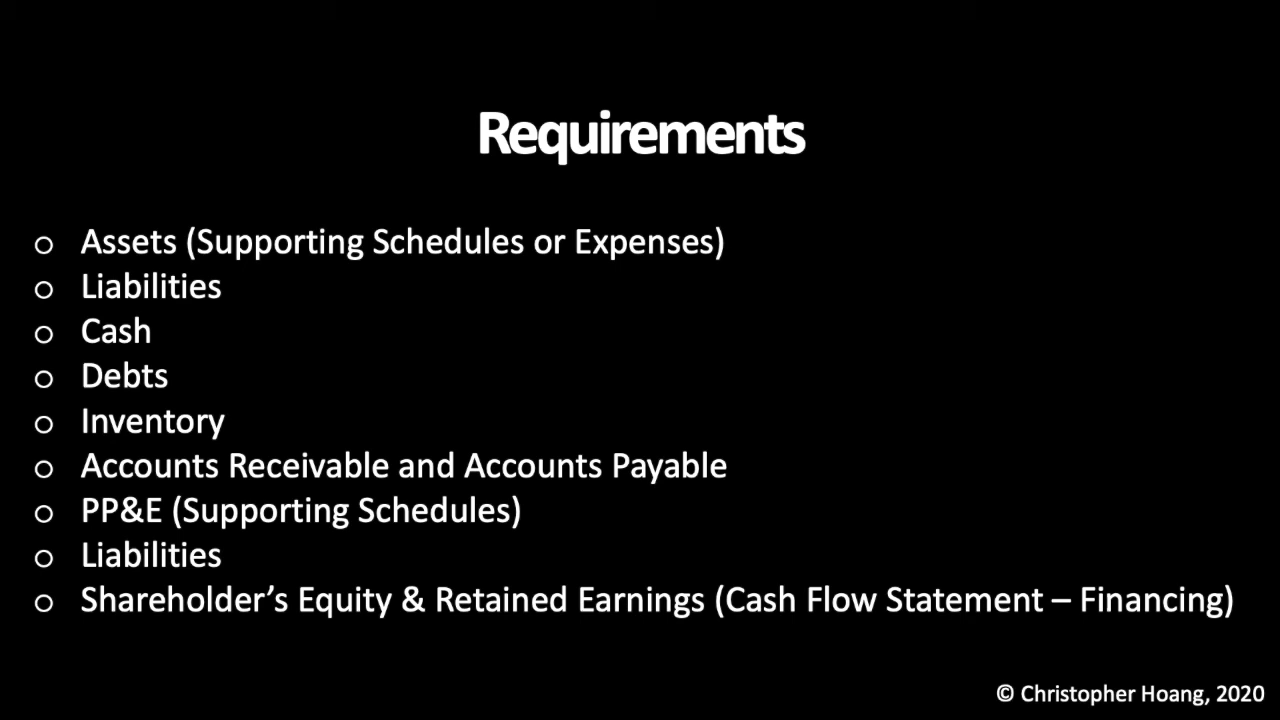 Requirements
○ Assets (Supporting Schedules or Expenses)
○ Liabilities
○ Cash
○ Debts
○ Inventory
○ Accounts Receivable and Accounts Payable
○ PP&E (Supporting Schedules)
○ Liabilities
○ Shareholder’s Equity & Retained Earnings (Cash Flow Statement – Financing)
© Christopher Hoang, 2020